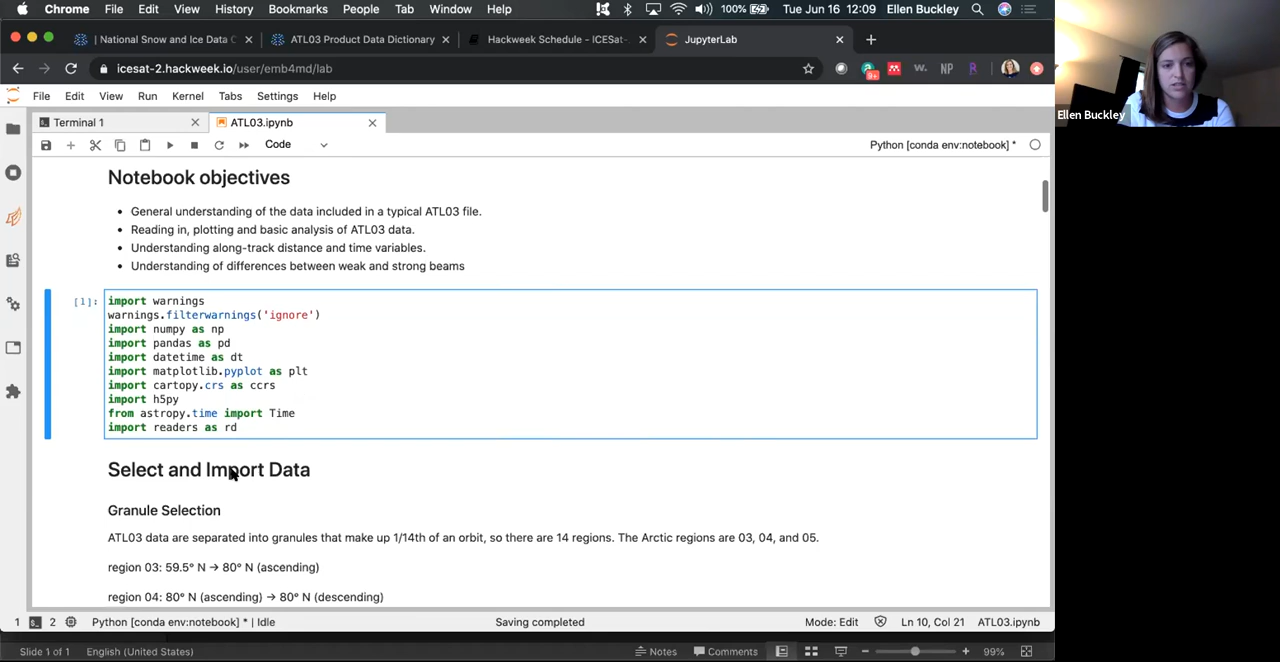 Chrome File Edit View History Bookmarks People Tab Window Help 100% Tue Jun 16 12:09 Ellen Buckley
| National Snow and Ice Data C ATL03 Product Data Dictionary Hackweek Schedule - ICESat- JupyterLab
icesat-2.hackweek.io/user/emb4md/lab 9+ w. NP R
File Edit View Run Kernel Tabs Settings Help
Ellen Buckley
Terminal 1 ATL03.ipynb
Code Python [conda env:notebook] *
Notebook objectives
• General understanding of the data included in a typical ATL03 file.
• Reading in, plotting and basic analysis of ATL03 data.
• Understanding along-track distance and time variables.
• Understanding of differences between weak and strong beams
[1]: import warnings
warnings.filterwarnings('ignore')
import numpy as np
import pandas as pd
import datetime as dt
import matplotlib.pyplot as plt
import cartopy.crs as ccrs
import h5py
from astropy.time import Time
import readers as rd
Select and Import Data
Granule Selection
ATL03 data are separated into granules that make up 1/14th of an orbit, so there are 14 regions. The Arctic regions are 03, 04, and 05.
region 03: 59.5° N → 80° N (ascending)
region 04: 80° N (ascending) → 80° N (descending)
1 2 Python [conda env:notebook] * | Idle Saving completed Mode: Edit Ln 10, Col 21 ATL03.ipynb
Slide 1 of 1 English (United States) Notes Comments 99%